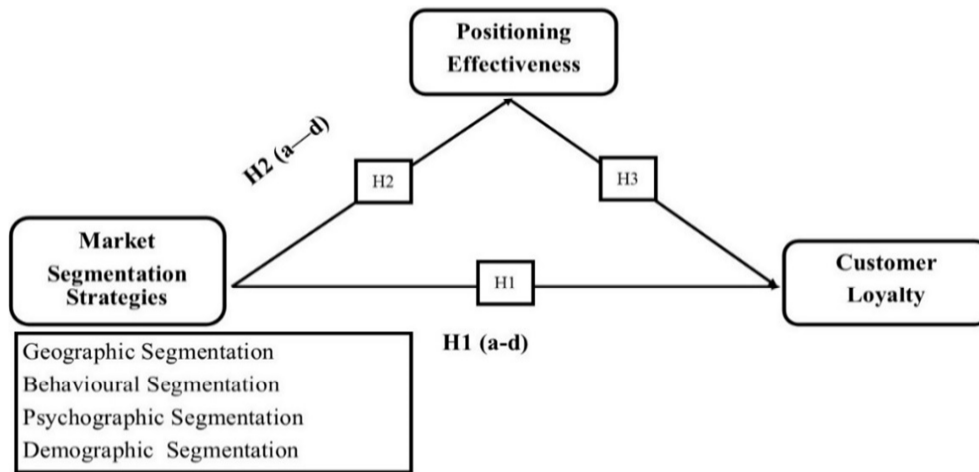 Positioning
Effectiveness
H2 (a—d)
H2
H3
Market
Segmentation
Strategies
H1
Customer
Loyalty
H1 (a-d)
Geographic Segmentation
Behavioural Segmentation
Psychographic Segmentation
Demographic Segmentation